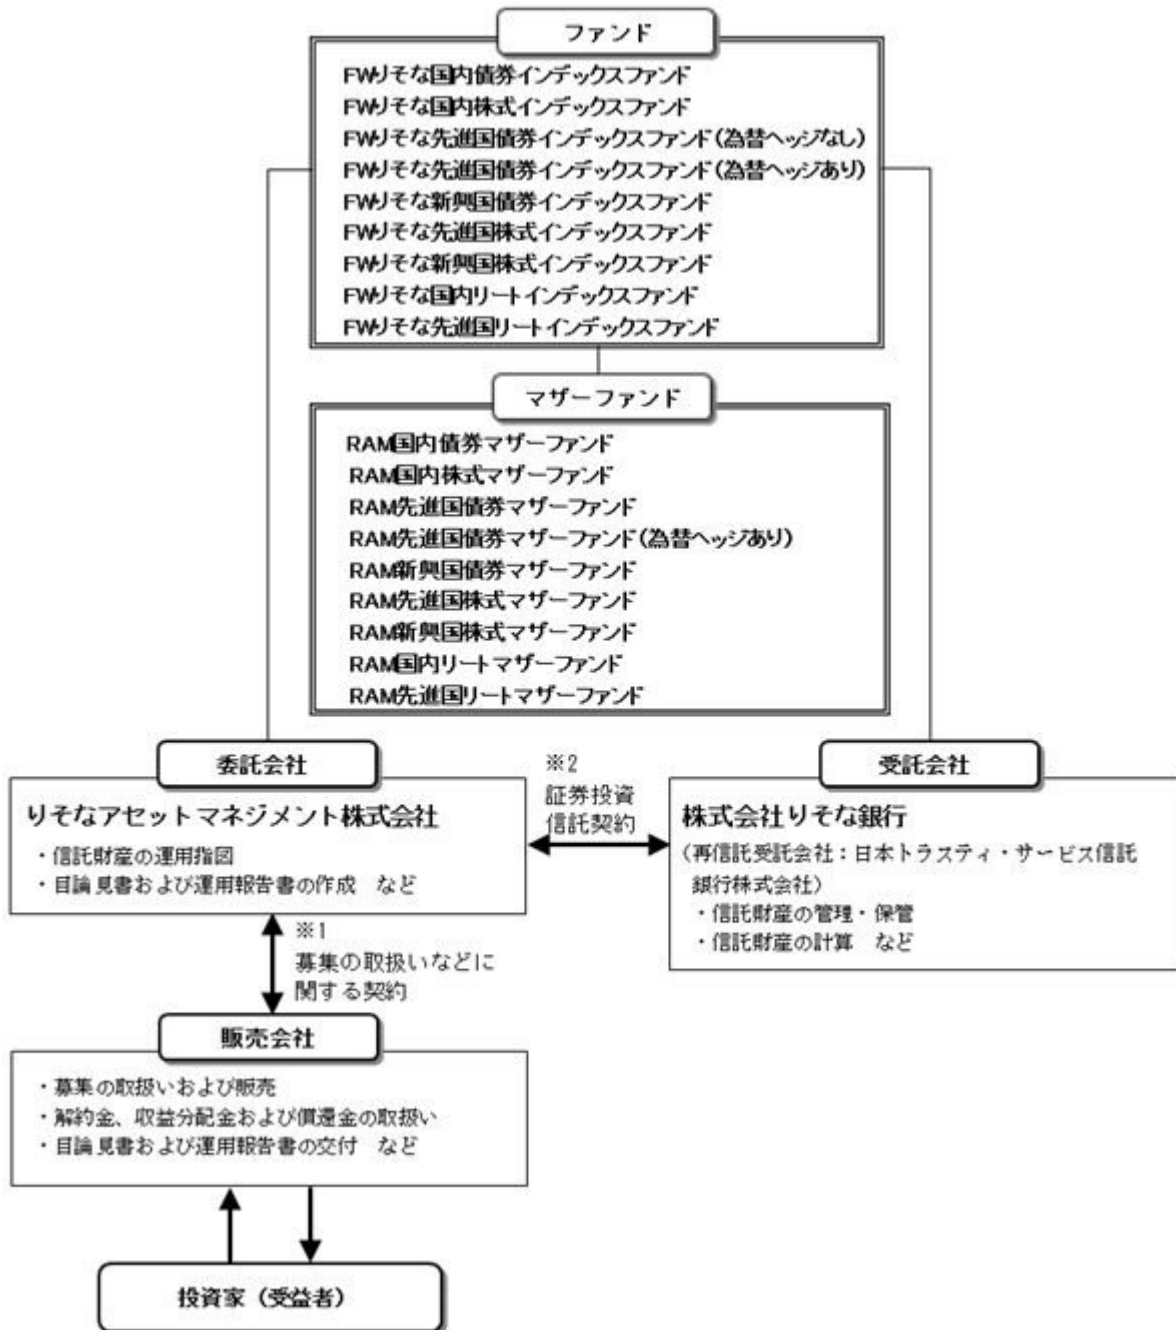 ファンド
FWりそな国内債券インデックスファンド
FWりそな国内株式インデックスファンド
FWりそな先進国債券インデックスファンド(為替ヘッジなし)
FWりそな先進国債券インデックスファンド(為替ヘッジあり)
FWりそな新興国債券インデックスファンド
FWりそな先進国株式インデックスファンド
FWりそな新興国株式インデックスファンド
FWりそな国内リートインデックスファンド
FWりそな先進国リートインデックスファンド
マザーファンド
RAM国内債券マザーファンド
RAM国内株式マザーファンド
RAM先進国債券マザーファンド
RAM先進国債券マザーファンド(為替ヘッジあり)
RAM新興国債券マザーファンド
RAM先進国株式マザーファンド
RAM新興国株式マザーファンド
RAM国内リートマザーファンド
RAM先進国リートマザーファンド
委託会社
りそなアセットマネジメント株式会社
・信託財産の運用指図
・目論見書および運用報告書の作成 など
※2
証券投資
信託契約
受託会社
株式会社りそな銀行
(再信託受託会社:日本トラスティ・サービス信託
銀行株式会社)
・信託財産の管理・保管
・信託財産の計算 など
※1
募集の取扱いなどに
関する契約
販売会社
・募集の取扱いおよび販売
・解約金、収益分配金および償還金の取扱い
・目論見書および運用報告書の交付 など
投資家(受益者)